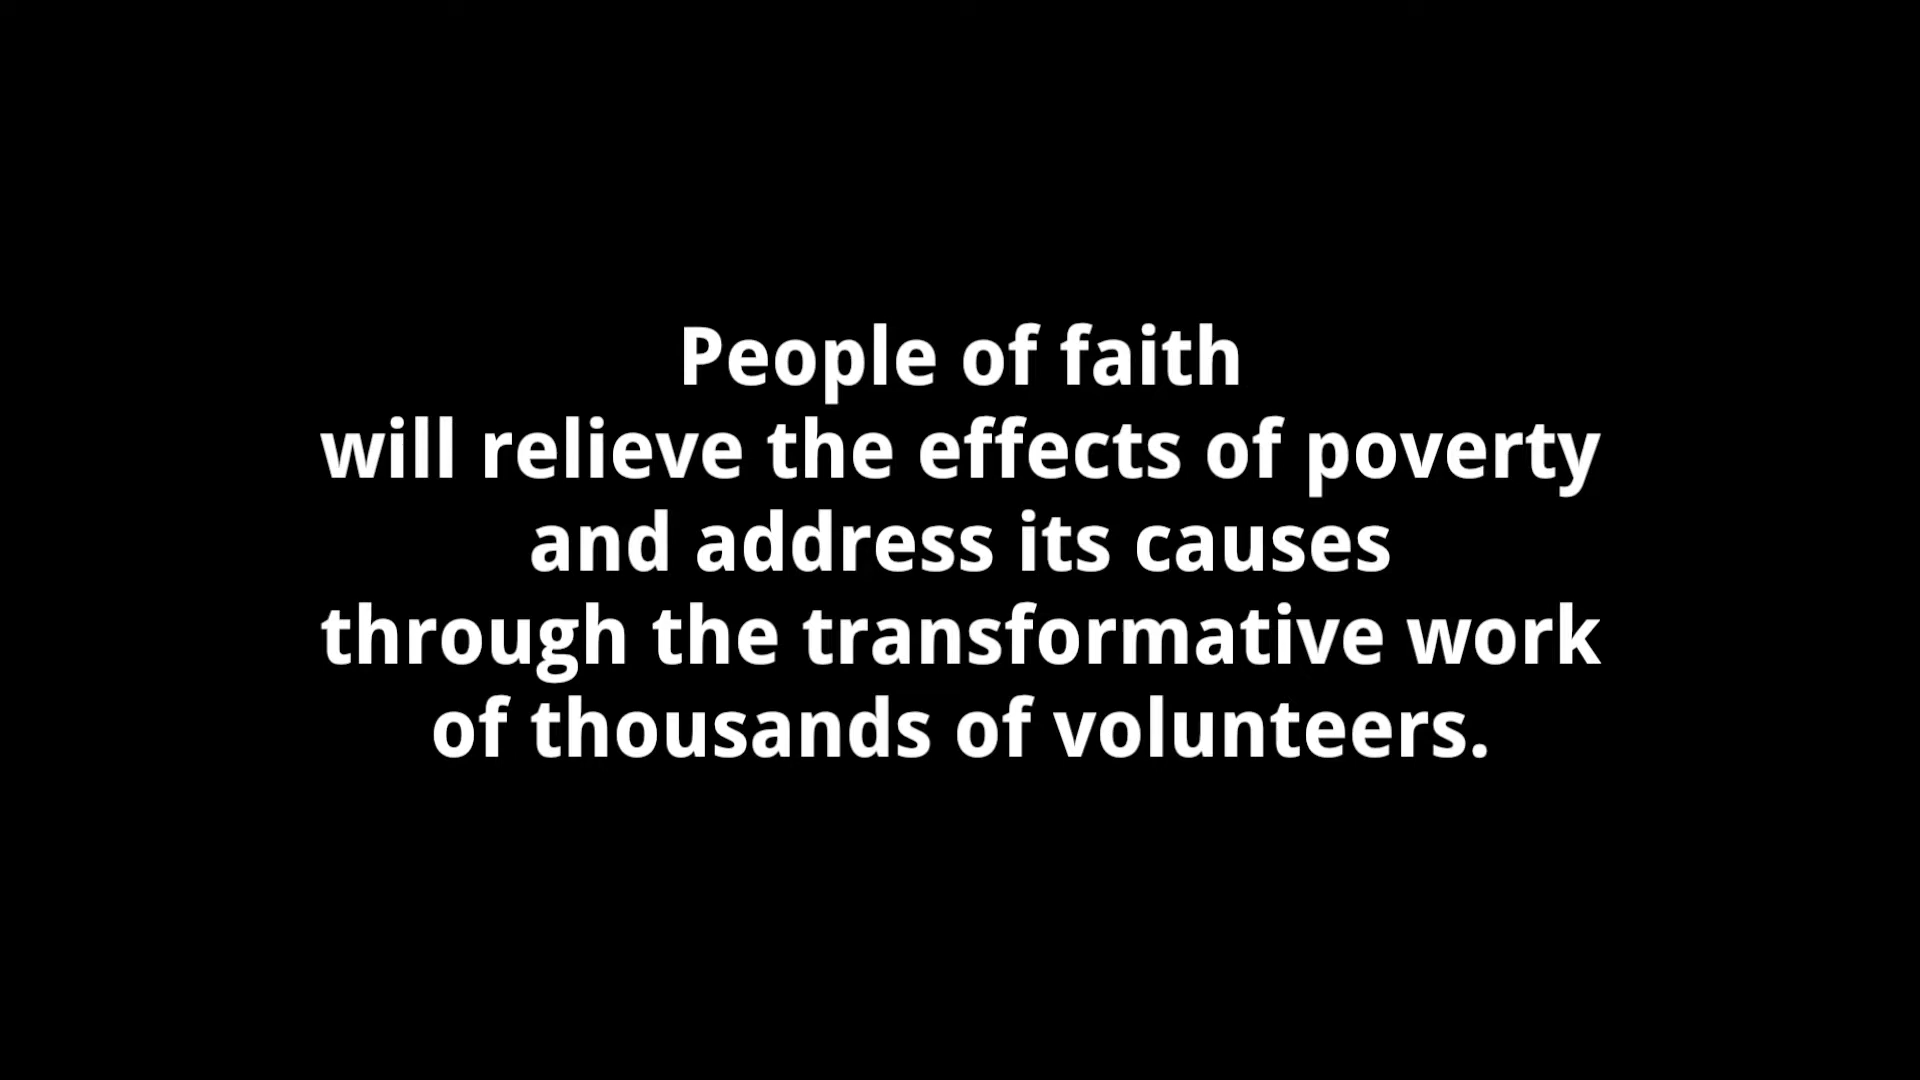 People of faith
will relieve the effects of poverty
and address its causes
through the transformative work
of thousands of volunteers.